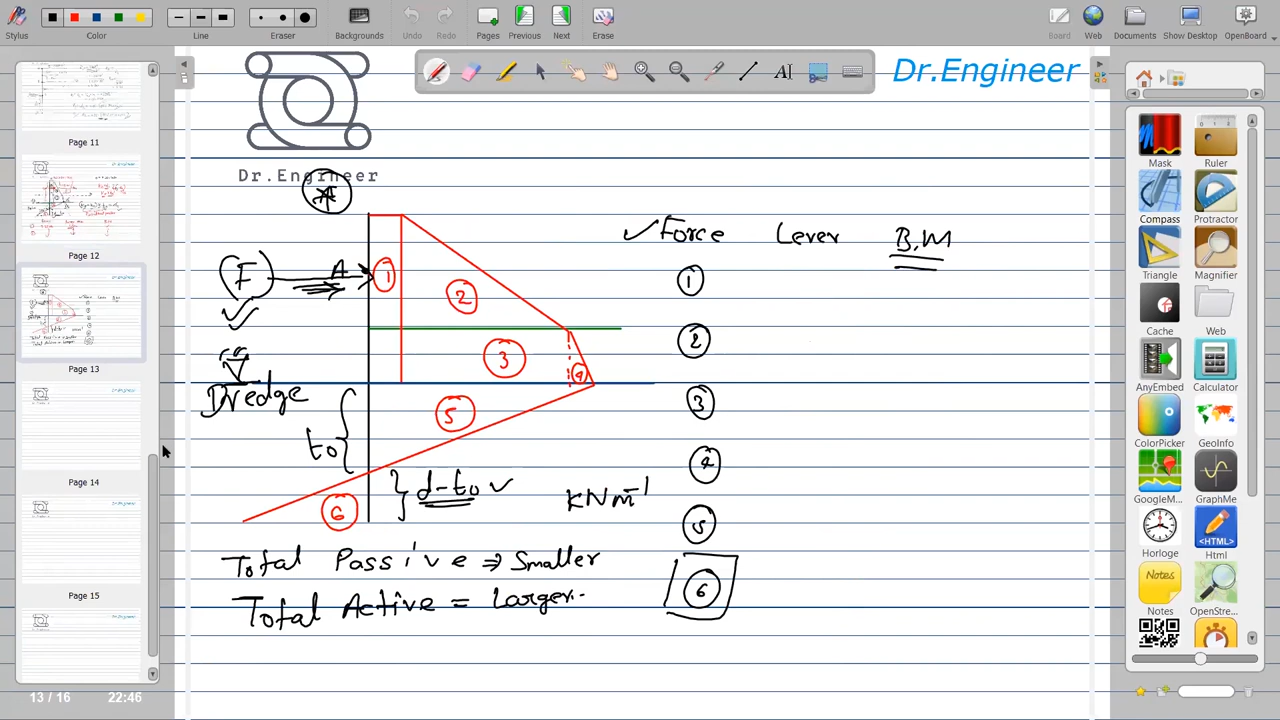 Stylus
Color
Line
Eraser
Backgrounds
Undo
Redo
Pages
Previous
Next
Erase
Board
Web
Documents
Show Desktop
OpenBoard
Dr.Engineer
Dr.Engineer
A
Force Lever B.M
F A 1
2
3
4
5
6
Dredge
to
d-to
kNm⁻¹
1
2
3
4
5
6
Total Passive ⇒ Smaller
Total Active = Larger
Page 11
Page 12
Page 13
Page 14
Page 15
13 / 16 22:46
Mask
Ruler
Compass
Protractor
Triangle
Magnifier
Cache
Web
AnyEmbed
Calculator
ColorPicker
GeoInfo
GoogleM...
GraphMe
Horloge
Html
Notes
Notes
OpenStre...